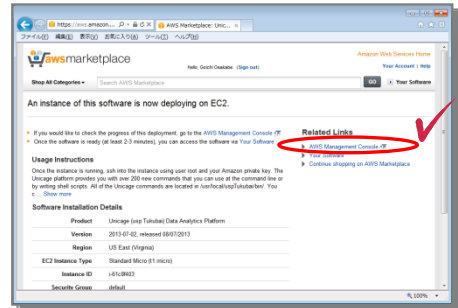 https://aws.amazon....
AWS Marketplace: Unic...
ファイル(F) 編集(E) 表示(V) お気に入り(A) ツール(T) ヘルプ(H)
awsmarketplace
Amazon Web Services Home
Hello, (Sign out)
Your Account | Help
Shop All Categories
Search AWS Marketplace
GO
Your Software
An instance of this software is now deploying on EC2.
If you would like to check the progress of this deployment, go to the AWS Management Console
Once the software is ready (at least 2-3 minutes), you can access the software via Your Software
Related Links
AWS Management Console
Your Software
Continue shopping on AWS Marketplace
Usage Instructions
Once the instance is running, ssh into the instance using user root and your Amazon private key. The
Unicage platform provides you with over 200 new commands that you can use at the command line or
by writing shell scripts. All of the Unicage commands are located in /usr/local/uspTukubai/bin/. You
c... Show more
Software Installation Details
Product Unicage (usp Tukubai) Data Analytics Platform
Version 2013-07-02, released 08/07/2013
Region US East (Virginia)
EC2 Instance Type Standard Micro (t1.micro)
Instance ID i-61c8f403
Security Group default
100%